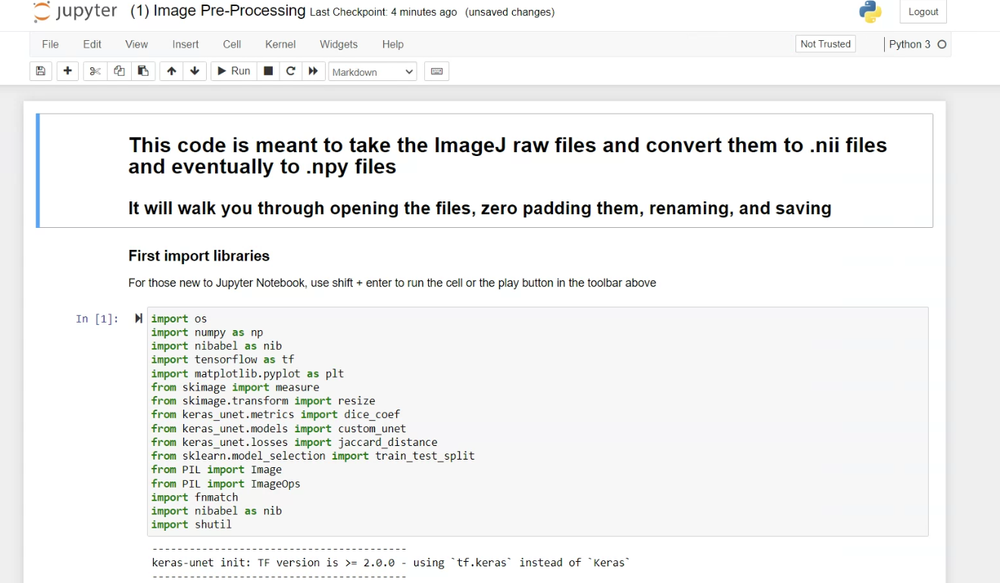 jupyter (1) Image Pre-Processing Last Checkpoint: 4 minutes ago (unsaved changes) Logout
File Edit View Insert Cell Kernel Widgets Help Not Trusted Python 3
Run Markdown
This code is meant to take the ImageJ raw files and convert them to .nii files
and eventually to .npy files
It will walk you through opening the files, zero padding them, renaming, and saving
First import libraries
For those new to Jupyter Notebook, use shift + enter to run the cell or the play button in the toolbar above
In [1]: import os
import numpy as np
import nibabel as nib
import tensorflow as tf
import matplotlib.pyplot as plt
from skimage import measure
from skimage.transform import resize
from keras_unet.metrics import dice_coef
from keras_unet.models import custom_unet
from keras_unet.losses import jaccard_distance
from sklearn.model_selection import train_test_split
from PIL import Image
from PIL import ImageOps
import fnmatch
import nibabel as nib
import shutil
-----------------------------------------
keras-unet init: TF version is >= 2.0.0 - using `tf.keras` instead of `Keras`
-----------------------------------------